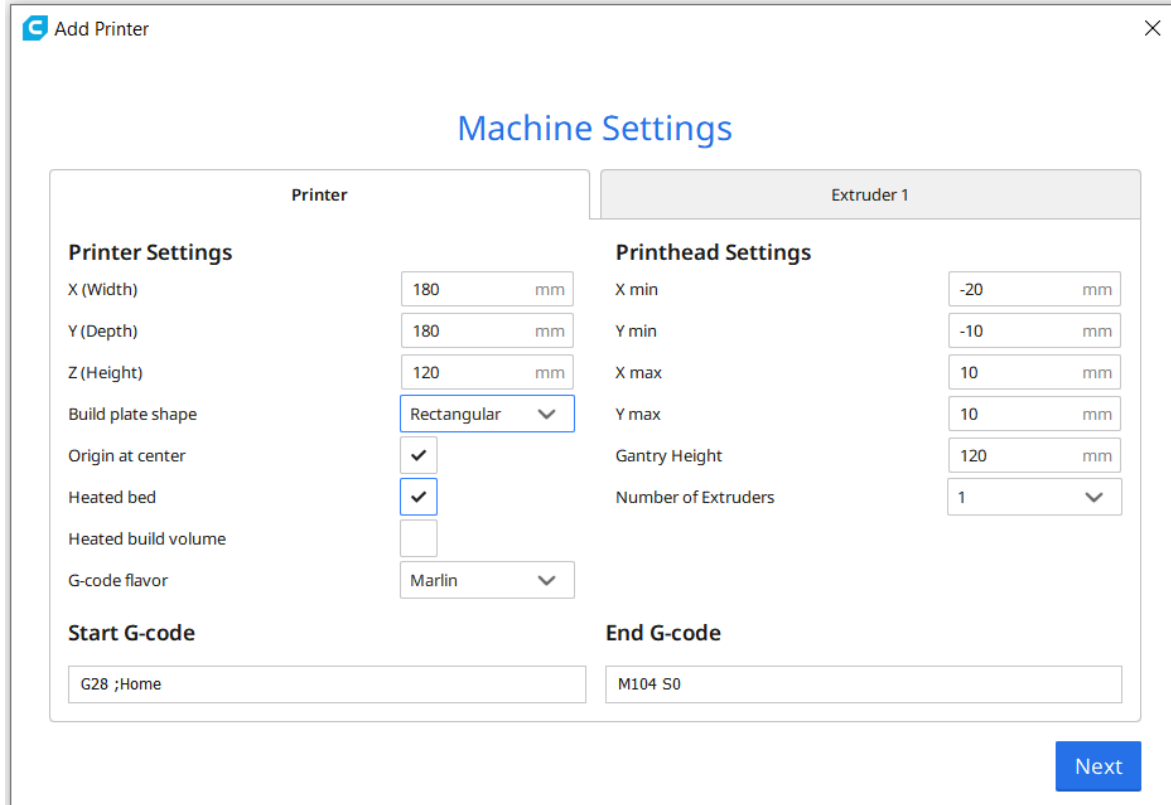 Add Printer
Machine Settings
Printer
Extruder 1
Printer Settings
X (Width)
180 mm
Y (Depth)
180 mm
Z (Height)
120 mm
Build plate shape
Rectangular
Origin at center
Heated bed
Heated build volume
G-code flavor
Marlin
Printhead Settings
X min
-20 mm
Y min
-10 mm
X max
10 mm
Y max
10 mm
Gantry Height
120 mm
Number of Extruders
1
Start G-code
G28 ;Home
End G-code
M104 S0
Next